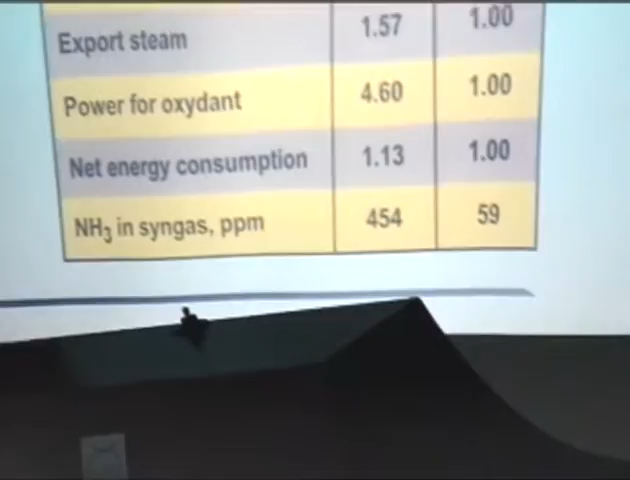 Export steam 1.57 1.00
Power for oxydant 4.60 1.00
Net energy consumption 1.13 1.00
NH3 in syngas, ppm 454 59